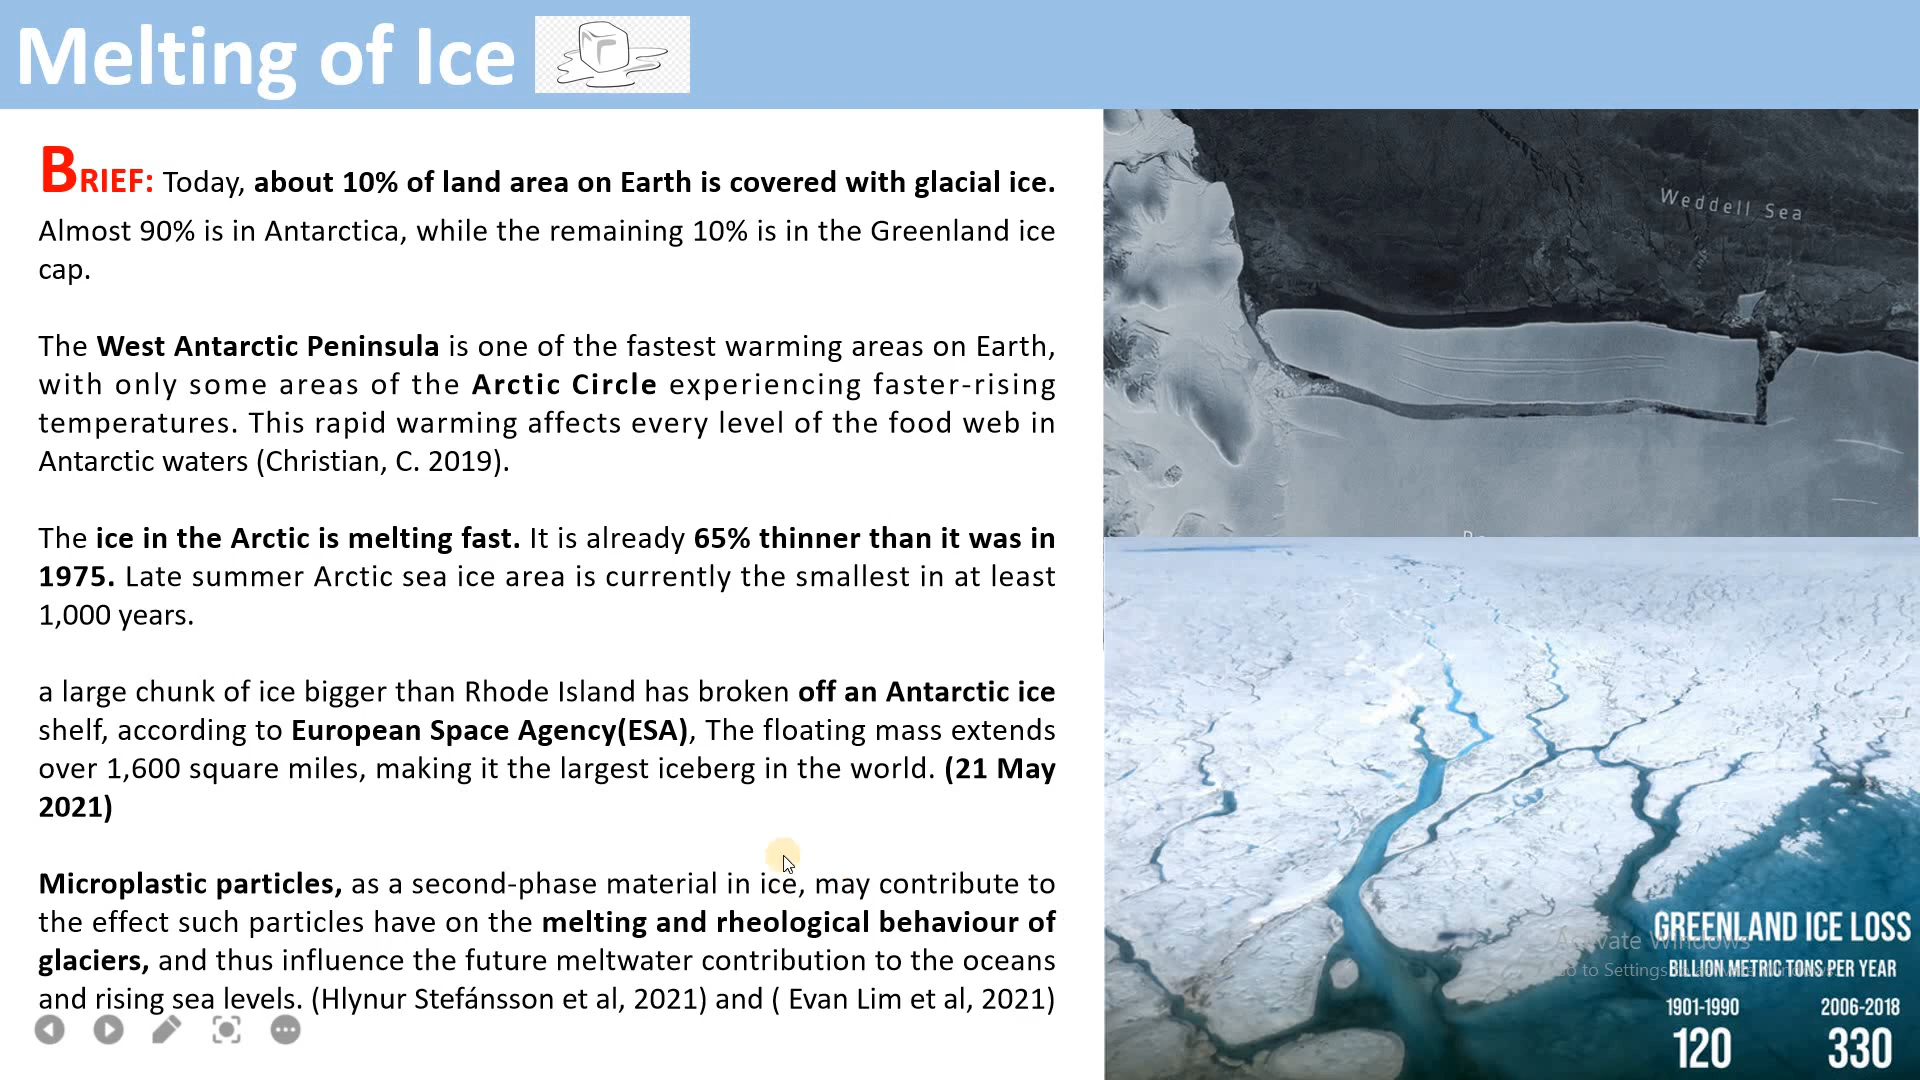 Melting of Ice
BRIEF: Today, about 10% of land area on Earth is covered with glacial ice.
Almost 90% is in Antarctica, while the remaining 10% is in the Greenland ice
cap.
The West Antarctic Peninsula is one of the fastest warming areas on Earth,
with only some areas of the Arctic Circle experiencing faster-rising
temperatures. This rapid warming affects every level of the food web in
Antarctic waters (Christian, C. 2019).
The ice in the Arctic is melting fast. It is already 65% thinner than it was in
1975. Late summer Arctic sea ice area is currently the smallest in at least
1,000 years.
a large chunk of ice bigger than Rhode Island has broken off an Antarctic ice
shelf, according to European Space Agency(ESA), The floating mass extends
over 1,600 square miles, making it the largest iceberg in the world. (21 May
2021)
Microplastic particles, as a second-phase material in ice, may contribute to
the effect such particles have on the melting and rheological behaviour of
glaciers, and thus influence the future meltwater contribution to the oceans
and rising sea levels. (Hlynur Stefánsson et al, 2021) and ( Evan Lim et al, 2021)
Weddell Sea
GREENLAND ICE LOSS
Activate Windows
BILLION METRIC TONS PER YEAR
Go to Settings to activate Windows.
1901-1990 2006-2018
120 330